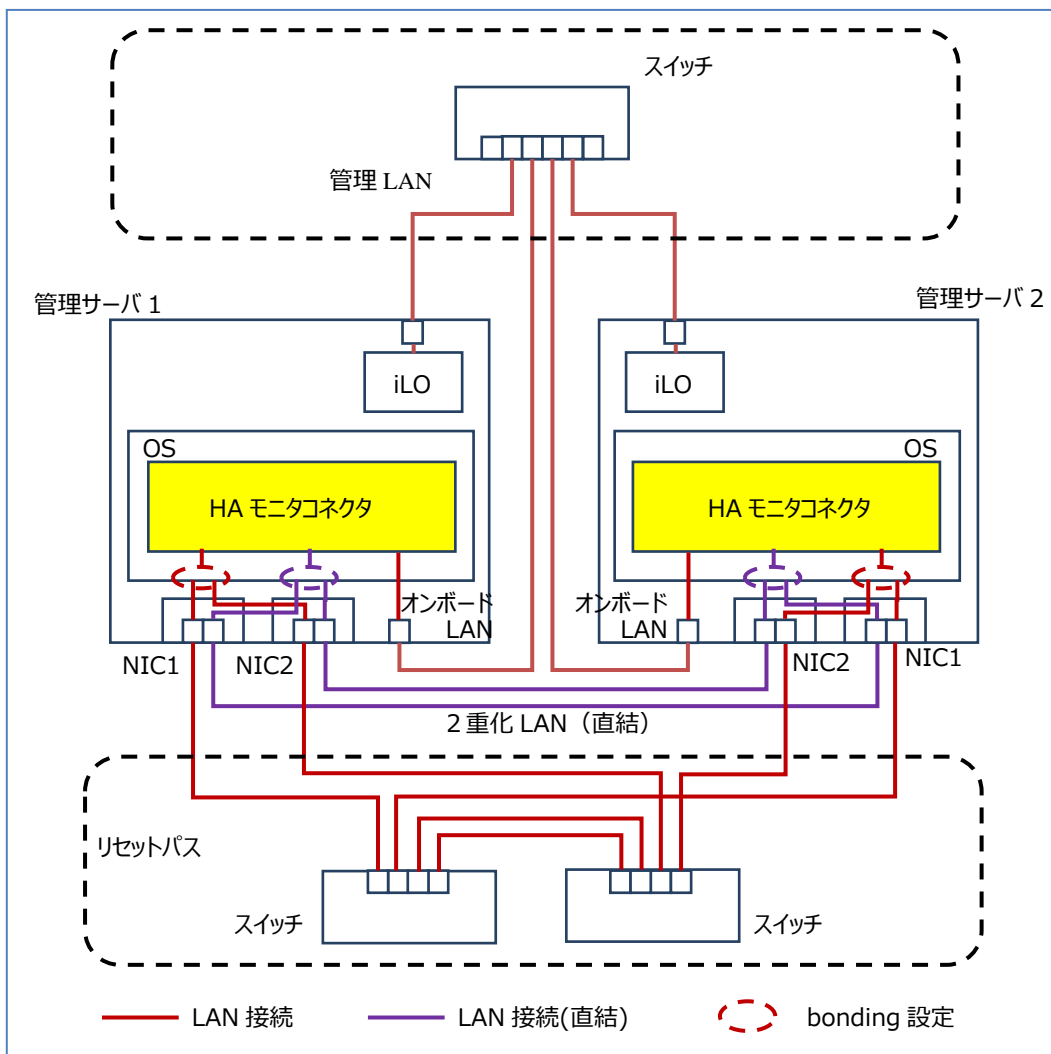 スイッチ
管理 LAN
管理サーバ 1
管理サーバ 2
iLO
iLO
OS
OS
HA モニタコネクタ
HA モニタコネクタ
オンボード
LAN
オンボード
LAN
NIC1
NIC2
NIC2
NIC1
2重化 LAN(直結)
リセットパス
スイッチ
スイッチ
LAN 接続
LAN 接続(直結)
bonding 設定